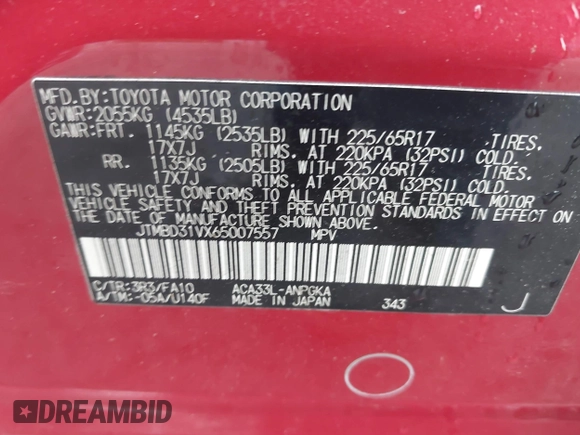 MFD.BY:TOYOTA MOTOR CORPORATION
GVWR:2055KG (4535LB)
GAWR:FRT. 1145KG (2535LB) WITH 225/65R17 TIRES.
17X7J RIMS. AT 220KPA (32PSI) COLD.
RR. 1135KG (2505LB) WITH 225/65R17 TIRES.
17X7J RIMS. AT 220KPA (32PSI) COLD.
THIS VEHICLE CONFORMS TO ALL APPLICABLE FEDERAL MOTOR
VEHICLE SAFETY AND THEFT PREVENTION STANDARDS IN EFFECT ON
THE DATE OF MANUFACTURE SHOWN ABOVE.
JTMBD31VX65007557 MPV
C/TR:3R3/FA10 ACA33L-ANPGKA
A/TM:-05A/U140F MADE IN JAPAN 343 J
DREAMBID